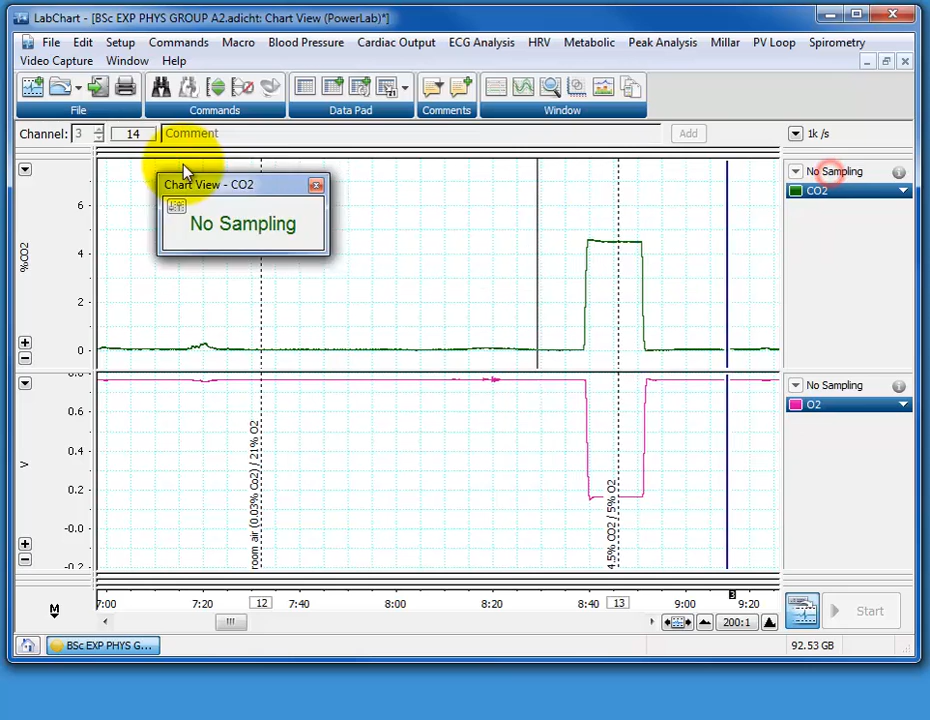 LabChart - [BSc EXP PHYS GROUP A2.adicht: Chart View (PowerLab)*]
File Edit Setup Commands Macro Blood Pressure Cardiac Output ECG Analysis HRV Metabolic Peak Analysis Millar PV Loop Spirometry
Video Capture Window Help
File Commands Data Pad Comments Window
Channel: 3 14 Comment Add 1k /s
Chart View - CO2
No Sampling
%CO2
6
4
2
0
No Sampling
CO2
V
0.8
0.6
0.4
0.2
-0.0
-0.2
room air (0.03% Co2) / 21% O2
4.5% CO2 / 5% O2
No Sampling
O2
M
7:00 7:20 12 7:40 8:00 8:20 8:40 13 9:00 3 9:20
200:1 Start
BSc EXP PHYS G... 92.53 GB